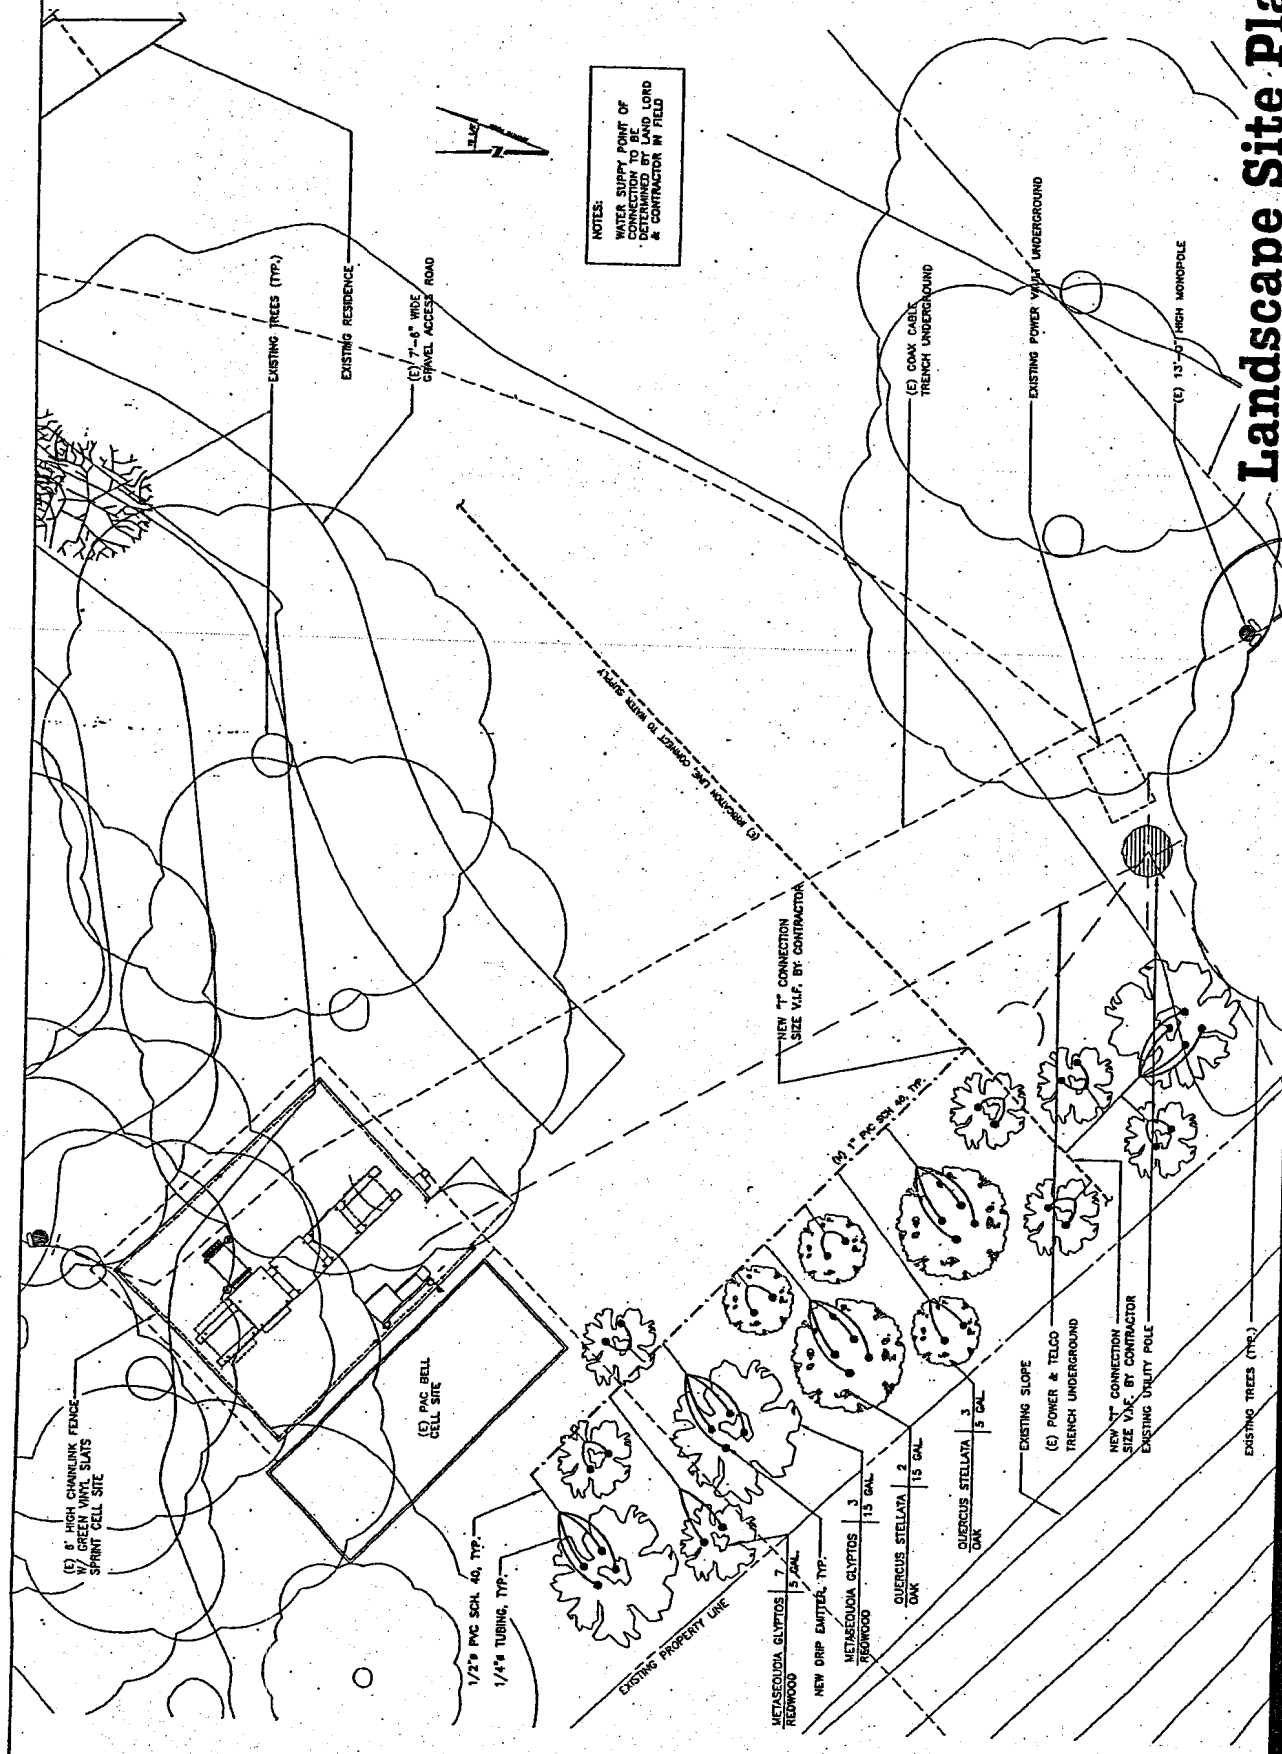 Landscape Site Pla
NOTES:
WATER SUPPY POINT OF
CONNECTION TO BE
DETERMINED BY LAND LORD
& CONTRACTOR IN FIELD
N
EXISTING TREES (TYP.)
EXISTING RESIDENCE
(E) 7'-6" WIDE
GRAVEL ACCESS ROAD
(E) COAX CABLE
TRENCH UNDERGROUND
EXISTING POWER VAULT UNDERGROUND
(E) 13'-0" HIGH MONOPOLE
(E) IRRIGATION LINE, CONNECT TO WATER SUPPLY
NEW "T" CONNECTION
SIZE V.I.F. BY CONTRACTOR
(N) 1" PVC SCH 40, TYP.
(E) 6' HIGH CHAINLINK FENCE
W/ GREEN VINYL SLATS
SPRINT CELL SITE
(E) PAC BELL
CELL SITE
1/2"ø PVC SCH. 40, TYP.
1/4"ø TUBING, TYP.
EXISTING PROPERTY LINE
METASEQUOIA GLYPTOS 7
REDWOOD 5 GAL.
NEW DRIP EMITTER, TYP.
METASEQUOIA GLYPTOS 3
REDWOOD 15 GAL.
QUERCUS STELLATA 2
OAK 15 GAL.
QUERCUS STELLATA 3
OAK 5 GAL.
EXISTING SLOPE
(E) POWER & TELCO
TRENCH UNDERGROUND
NEW "T" CONNECTION
SIZE V.I.F. BY CONTRACTOR
EXISTING UTILITY POLE
EXISTING TREES (TYP.)